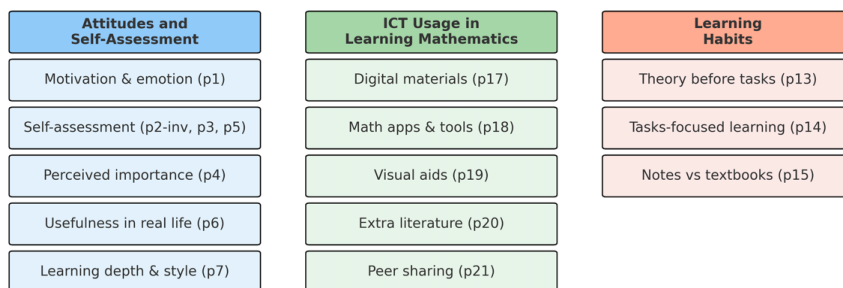 Attitudes and
Self-Assessment
Motivation & emotion (p1)
Self-assessment (p2-inv, p3, p5)
Perceived importance (p4)
Usefulness in real life (p6)
Learning depth & style (p7)
ICT Usage in
Learning Mathematics
Digital materials (p17)
Math apps & tools (p18)
Visual aids (p19)
Extra literature (p20)
Peer sharing (p21)
Learning
Habits
Theory before tasks (p13)
Tasks-focused learning (p14)
Notes vs textbooks (p15)